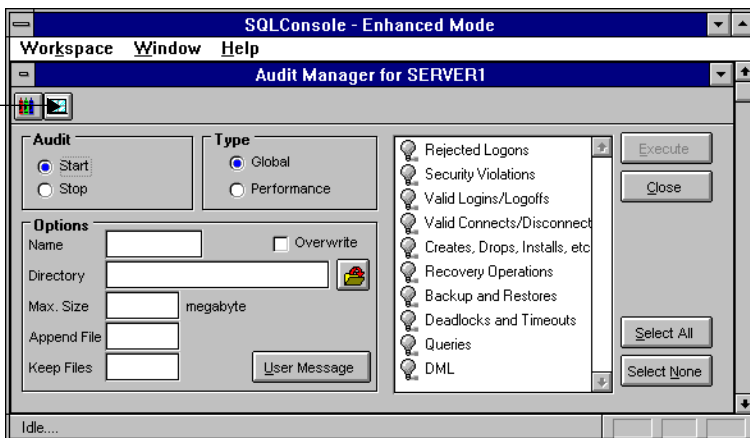 SQLConsole - Enhanced Mode
Workspace Window Help
Audit Manager for SERVER1
Audit
Start
Stop
Type
Global
Performance
Options
Name
Overwrite
Directory
Max. Size
megabyte
Append File
Keep Files
User Message
Rejected Logons
Security Violations
Valid Logins/Logoffs
Valid Connects/Disconnect
Creates, Drops, Installs, etc
Recovery Operations
Backup and Restores
Deadlocks and Timeouts
Queries
DML
Execute
Close
Select All
Select None
Idle....